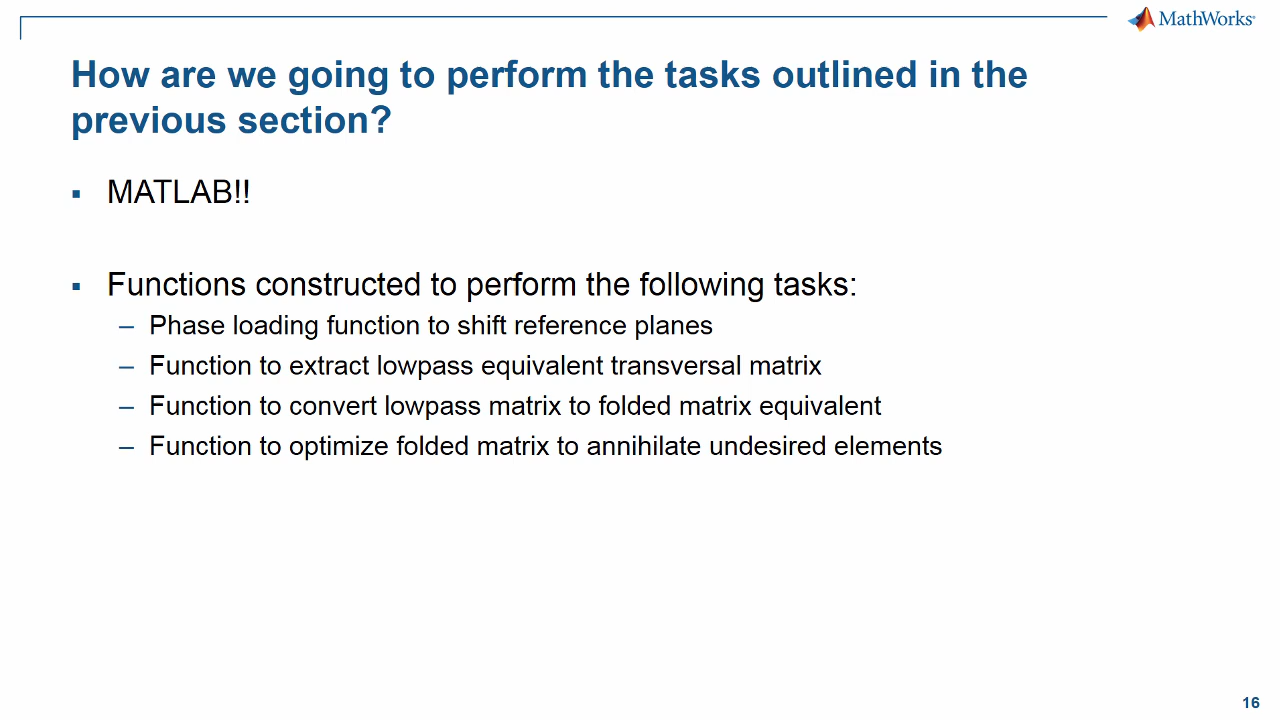 MathWorks®
How are we going to perform the tasks outlined in the
previous section?
▪ MATLAB!!
▪ Functions constructed to perform the following tasks:
– Phase loading function to shift reference planes
– Function to extract lowpass equivalent transversal matrix
– Function to convert lowpass matrix to folded matrix equivalent
– Function to optimize folded matrix to annihilate undesired elements
16